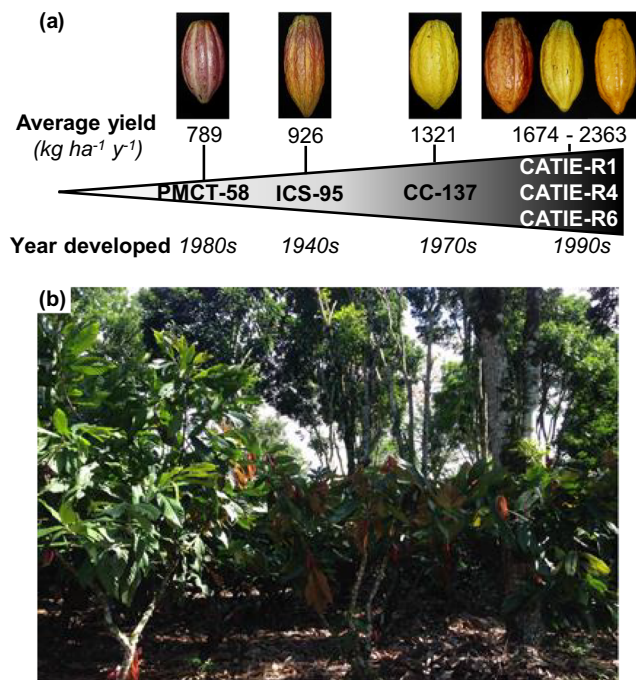 (a)
Average yield
(kg ha⁻¹ y⁻¹)
789
926
1321
1674 - 2363
PMCT-58
ICS-95
CC-137
CATIE-R1
CATIE-R4
CATIE-R6
Year developed
1980s
1940s
1970s
1990s
(b)